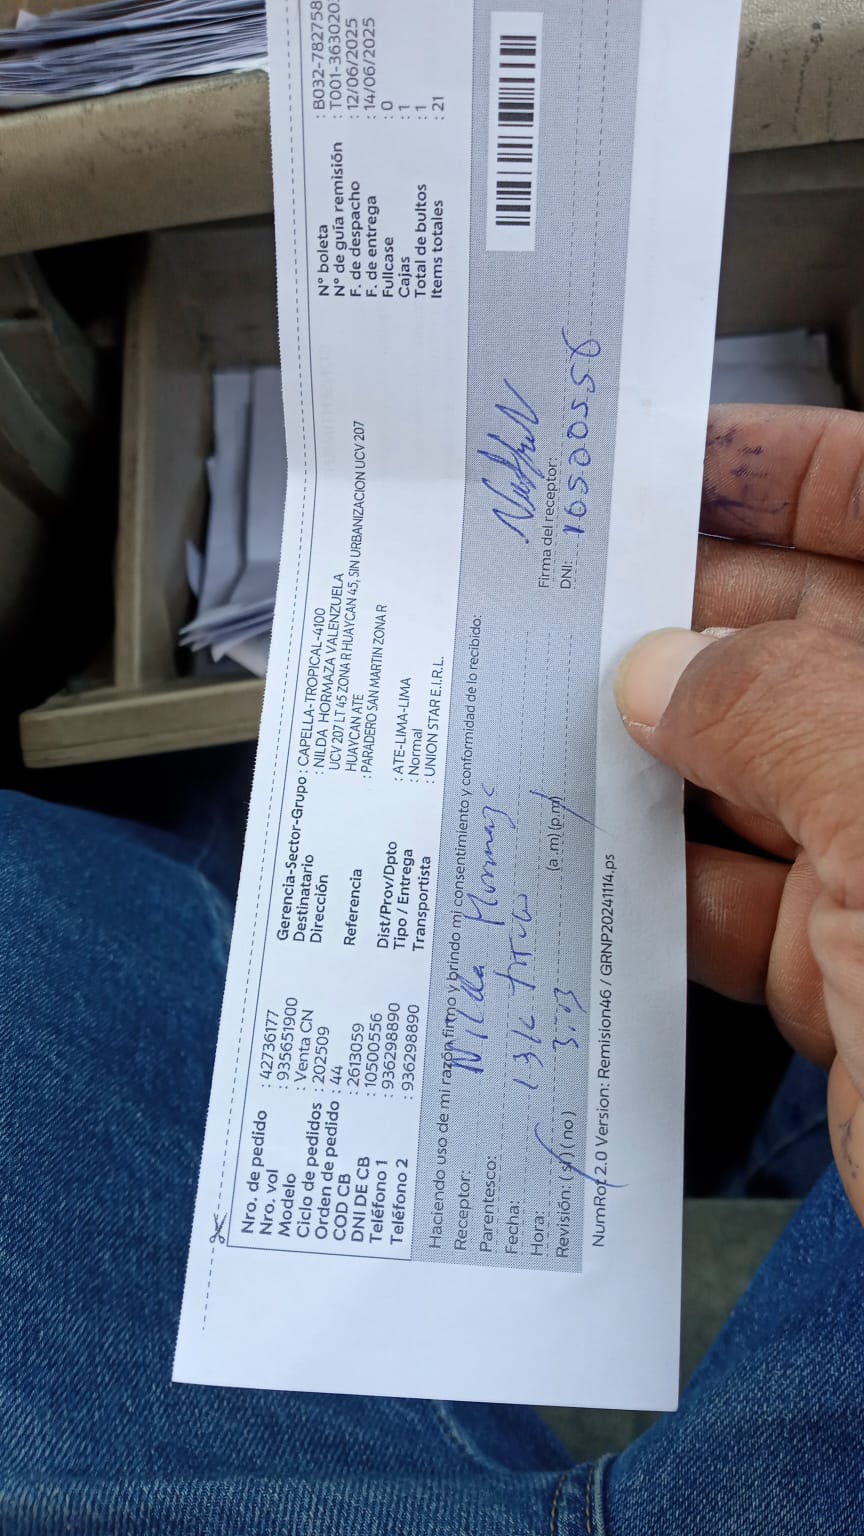 Nro. de pedido : 42736177
Nro. vol : 935651900
Modelo : Venta CN
Ciclo de pedidos : 202509
Orden de pedido : 44
COD CB : 2613059
DNI DE CB : 10500556
Teléfono 1 : 936298890
Teléfono 2 : 936298890
Gerencia-Sector-Grupo : CAPELLA-TROPICAL-4100
Destinatario : NILDA HORMAZA VALENZUELA
Dirección UCV 207 LT 45 ZONA R HUAYCAN 45, SIN URBANIZACION UCV 207
HUAYCAN ATE
Referencia : PARADERO SAN MARTIN ZONA R
Dist/Prov/Dpto : ATE-LIMA-LIMA
Tipo / Entrega : Normal
Transportista : UNION STAR E.I.R.L.
N° boleta : B032-782758
N° de guía remisión : T001-3630202
F. de despacho : 12/06/2025
F. de entrega : 14/06/2025
Fullcase : 0
Cajas : 1
Total de bultos : 1
Items totales : 21
Haciendo uso de mi razón firmo y brindo mi consentimiento y conformidad de lo recibido:
Receptor: Nilda Hormaza
Parentesco:
Fecha: 13
Hora: 3:03 (a.m) (p.m)
Revisión: ( si ) ( no )
Firma del receptor:
DNI: 10500556
NumRot 2.0 Version: Remision46 / GRNP20241114.ps